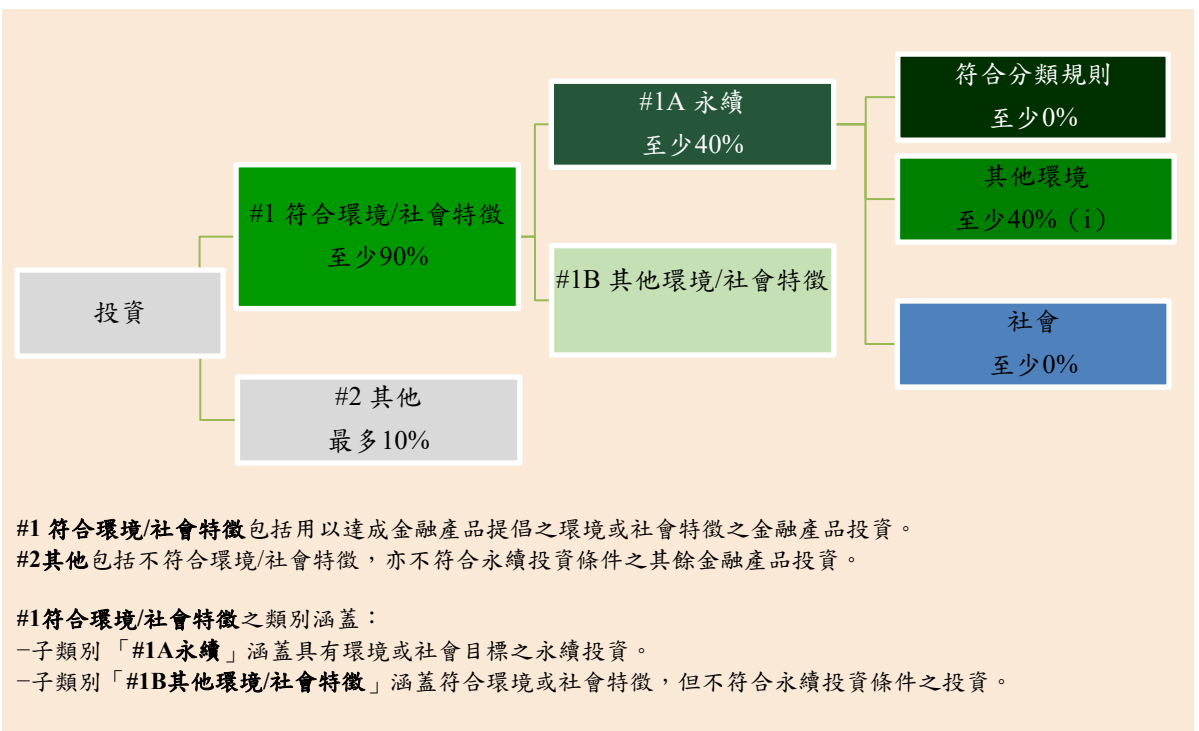 投資
#1 符合環境/社會特徵
至少90%
#2 其他
最多10%
#1A 永續
至少40%
#1B 其他環境/社會特徵
符合分類規則
至少0%
其他環境
至少40%（i）
社會
至少0%
#1 符合環境/社會特徵包括用以達成金融產品提倡之環境或社會特徵之金融產品投資。
#2其他包括不符合環境/社會特徵，亦不符合永續投資條件之其餘金融產品投資。
#1符合環境/社會特徵之類別涵蓋：
−子類別「#1A永續」涵蓋具有環境或社會目標之永續投資。
−子類別「#1B其他環境/社會特徵」涵蓋符合環境或社會特徵，但不符合永續投資條件之投資。